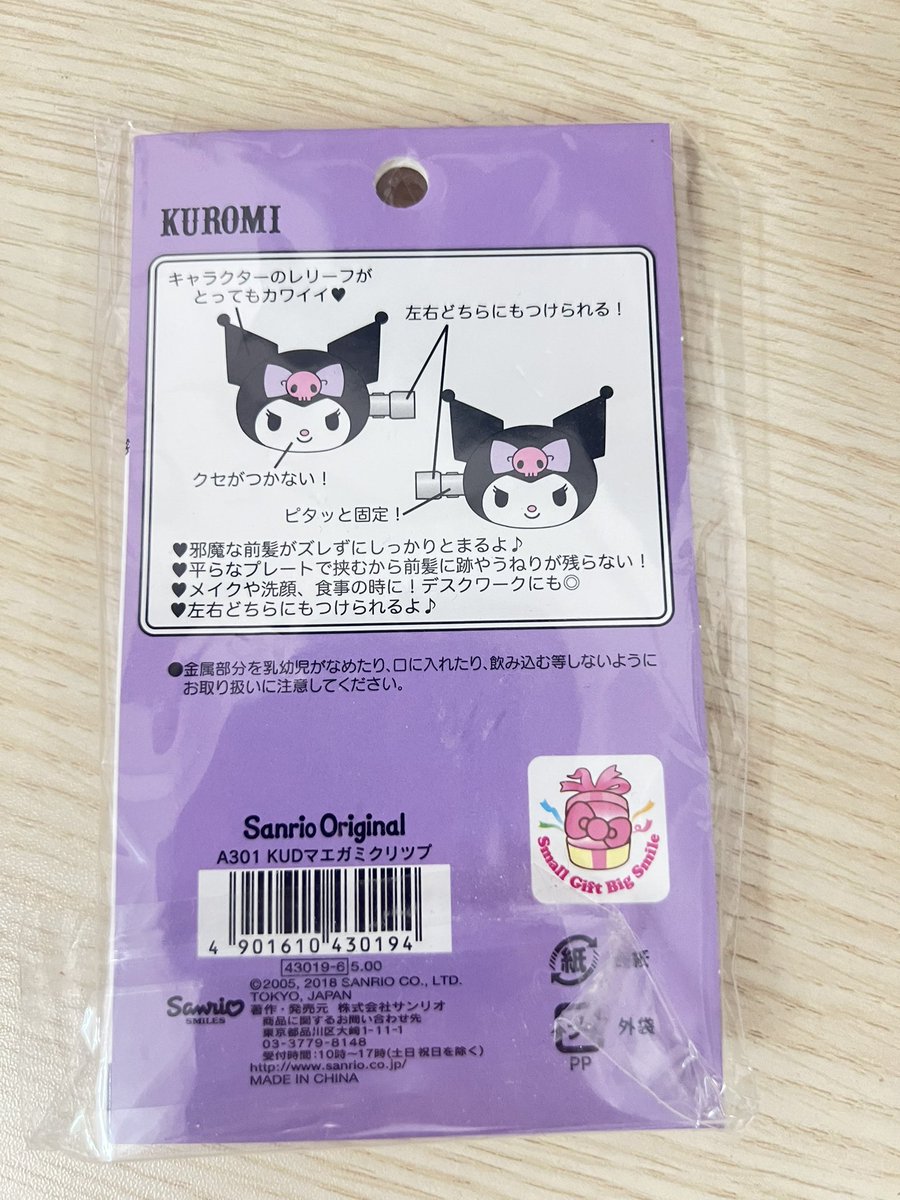 KUROMI
キャラクターのレリーフが
とってもカワイイ♥
左右どちらにもつけられる！
クセがつかない！
ピタッと固定！
♥邪魔な前髪がズレずにしっかりとまるよ♪
♥平らなプレートで挟むから前髪に跡やうねりが残らない！
♥メイクや洗顔、食事の時に！デスクワークにも◎
♥左右どちらにもつけられるよ♪
●金属部分を乳幼児がなめたり、口に入れたり、飲み込む等しないように
お取り扱いに注意してください。
Sanrio Original
A301 KUDマエガミクリツプ
4 901610 430194
43019-6 5.00
©2005, 2018 SANRIO CO., LTD.
TOKYO, JAPAN
Sanrio
SMILES
著作・発売元 株式会社サンリオ
商品に関するお問い合わせ先
東京都品川区大崎1-11-1
03-3779-8148
受付時間：10時〜17時(土日祝日を除く)
http://www.sanrio.co.jp/
MADE IN CHINA
Small Gift Big Smile
紙
プラ
外袋
PP